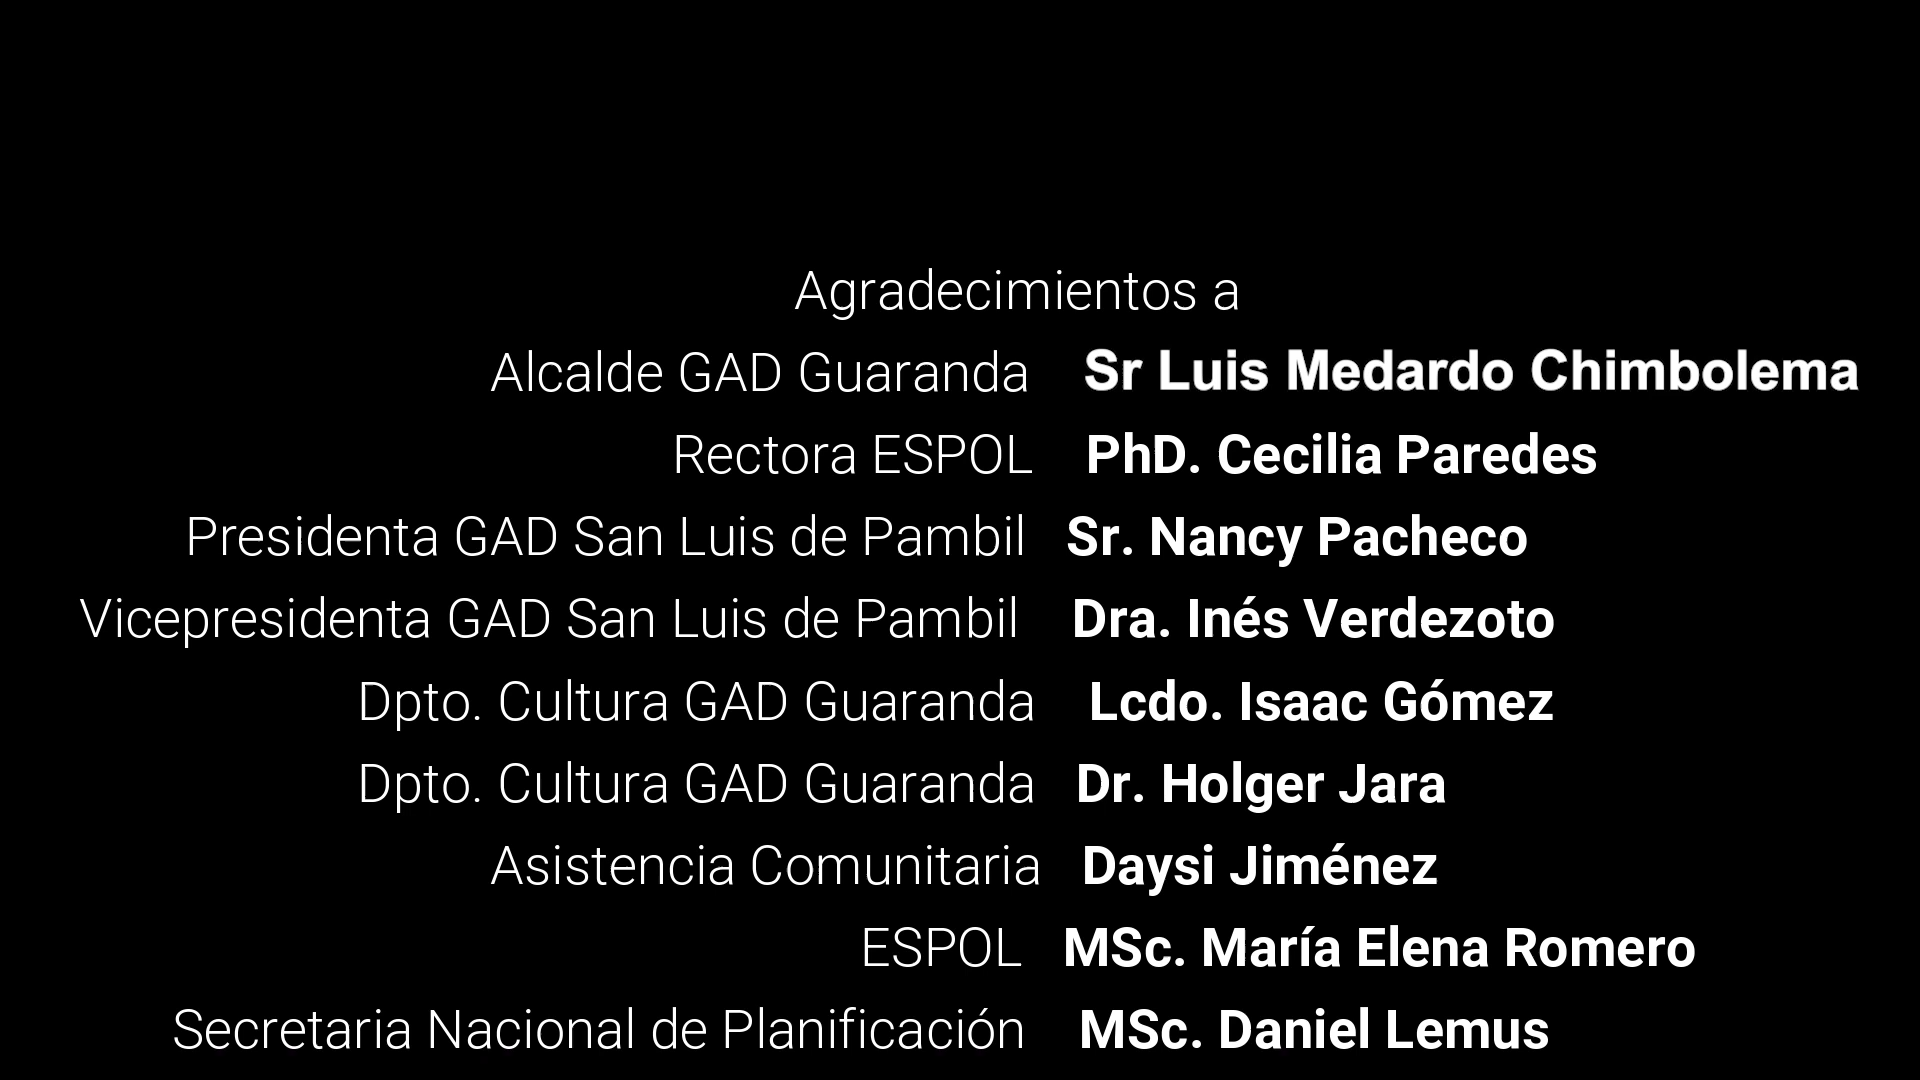 Agradecimientos a
Alcalde GAD Guaranda Sr Luis Medardo Chimbolema
Rectora ESPOL PhD. Cecilia Paredes
Presidenta GAD San Luis de Pambil Sr. Nancy Pacheco
Vicepresidenta GAD San Luis de Pambil Dra. Inés Verdezoto
Dpto. Cultura GAD Guaranda Lcdo. Isaac Gómez
Dpto. Cultura GAD Guaranda Dr. Holger Jara
Asistencia Comunitaria Daysi Jiménez
ESPOL MSc. María Elena Romero
Secretaria Nacional de Planificación MSc. Daniel Lemus